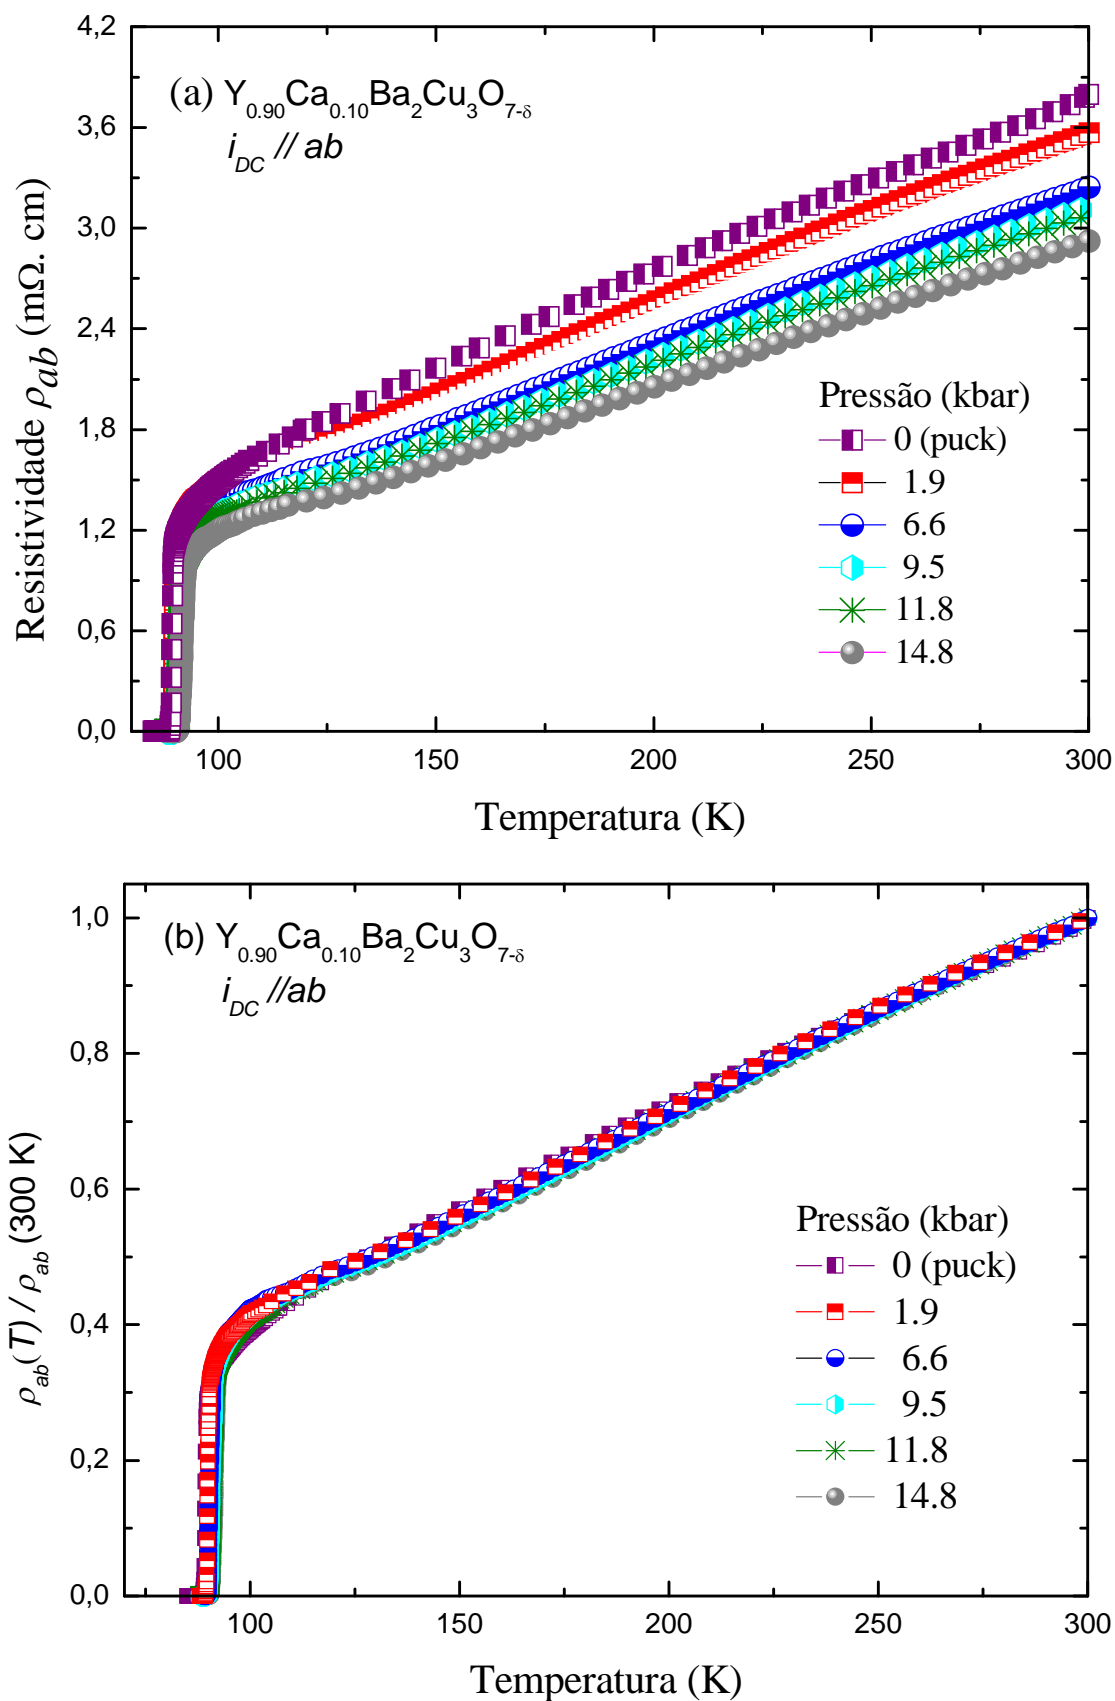 (a) Y0.90Ca0.10Ba2Cu3O7-δ
iDC // ab
4,2
3,6
3,0
2,4
1,8
1,2
0,6
0,0
Resistividade ρab (mΩ. cm)
Pressão (kbar)
0 (puck)
1.9
6.6
9.5
11.8
14.8
100 150 200 250 300
Temperatura (K)
(b) Y0.90Ca0.10Ba2Cu3O7-δ
iDC //ab
1,0
0,8
0,6
0,4
0,2
0,0
ρab(T) / ρab (300 K)
Pressão (kbar)
0 (puck)
1.9
6.6
9.5
11.8
14.8
100 150 200 250 300
Temperatura (K)